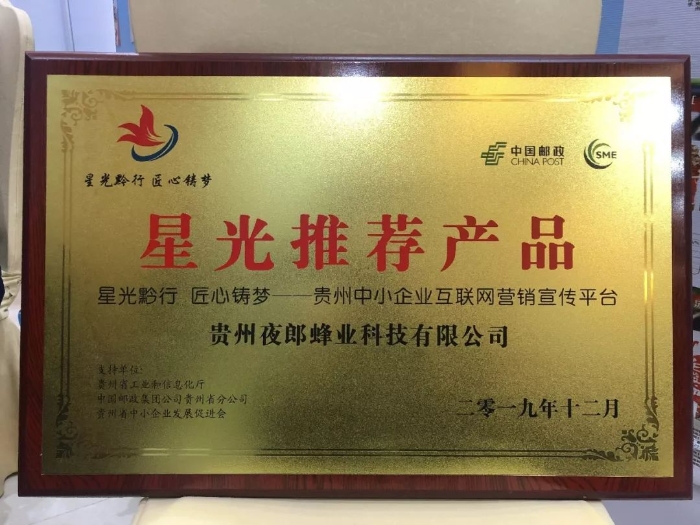 星光黔行 匠心铸梦
中国邮政
CHINA POST
SME
星光推荐产品
星光黔行 匠心铸梦——贵州中小企业互联网营销宣传平台
贵州夜郎蜂业科技有限公司
支持单位:
贵州省工业和信息化厅
中国邮政集团公司贵州省分公司
贵州省中小企业发展促进会
二零一九年十二月